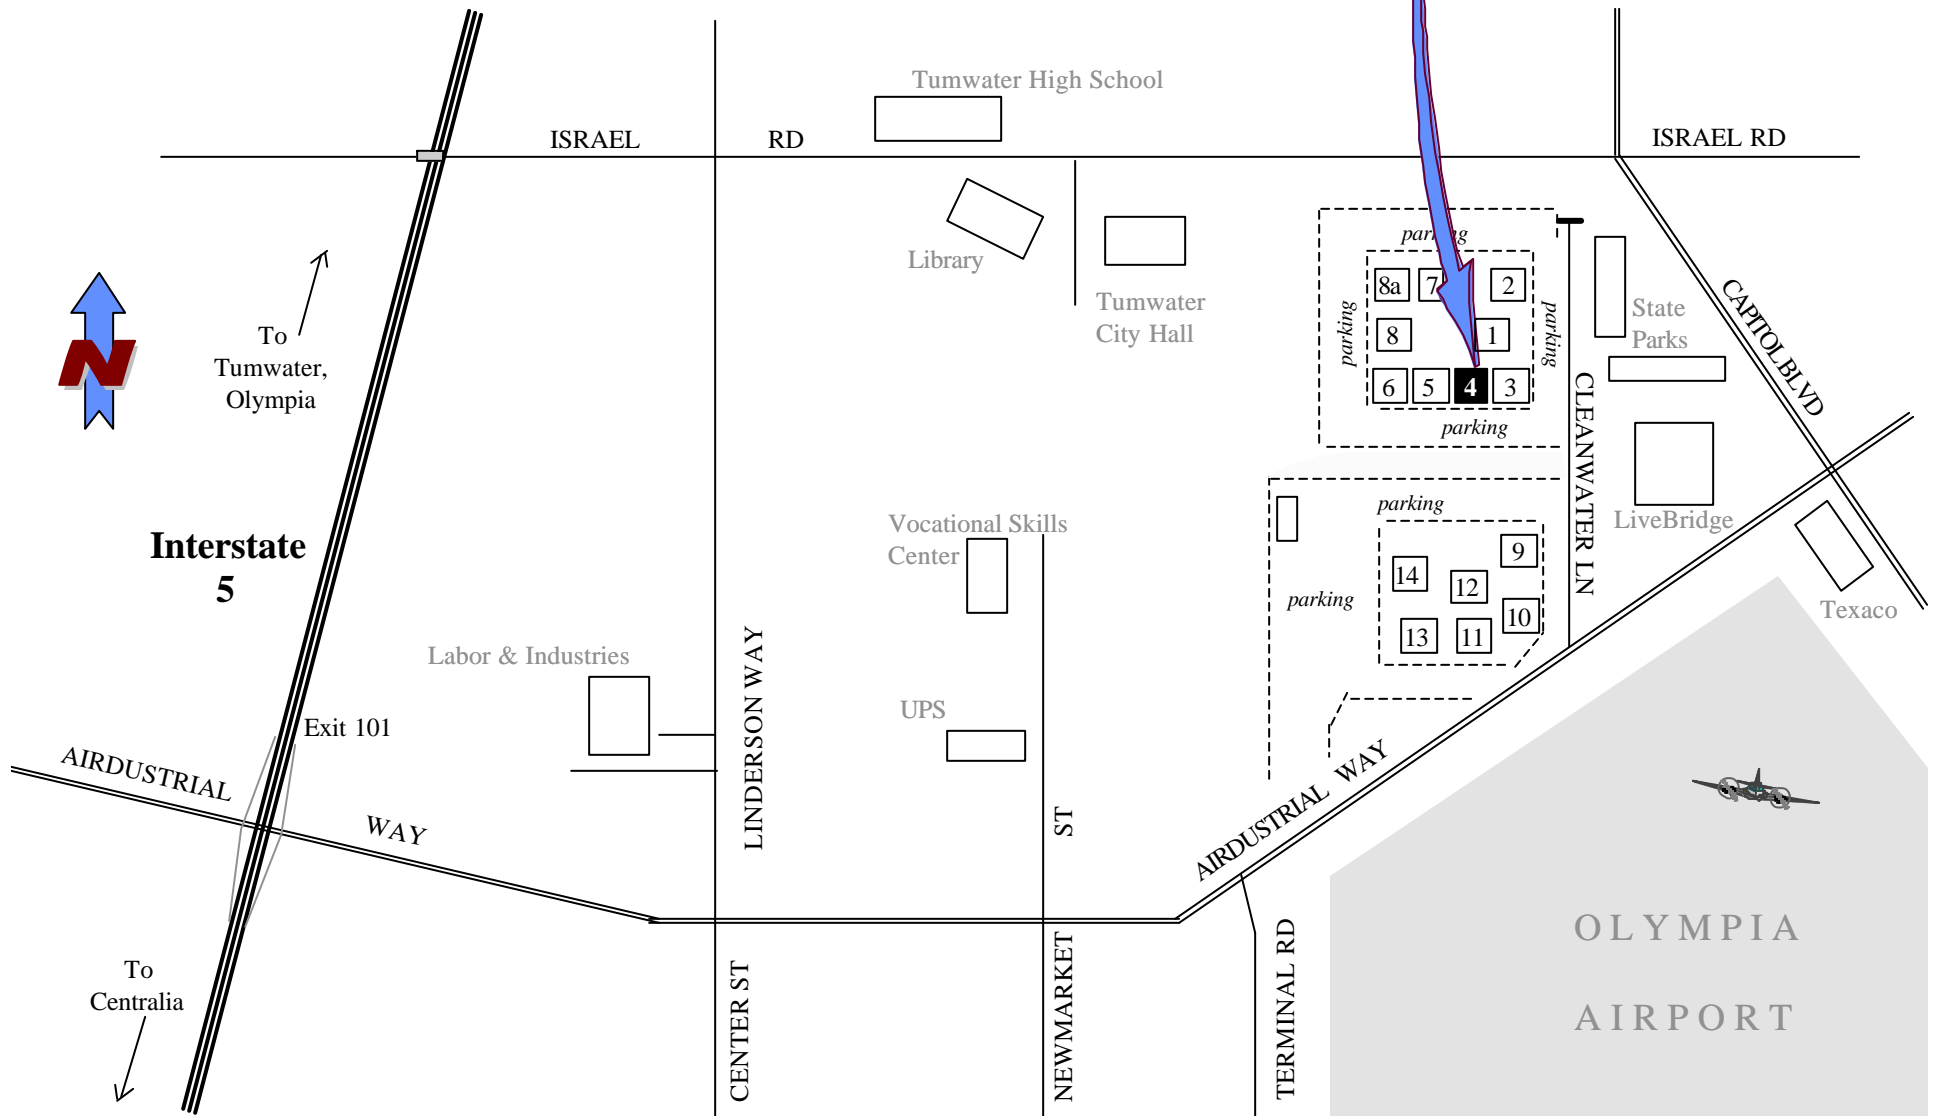 Tumwater High School
ISRAEL RD
ISRAEL RD
Library
Tumwater
City Hall
parking
8a 7 2
8 1
6 5 4 3
parking
parking
parking
State
Parks
CAPITOL BLVD
CLEANWATER LN
N
To
Tumwater,
Olympia
Interstate
5
Vocational Skills
Center
parking
9
14 12
10
13 11
parking
LiveBridge
Texaco
Labor & Industries
LINDERSON WAY
UPS
Exit 101
AIRDUSTRIAL
WAY
ST
AIRDUSTRIAL WAY
To
Centralia
CENTER ST
NEWMARKET
TERMINAL RD
OLYMPIA
AIRPORT